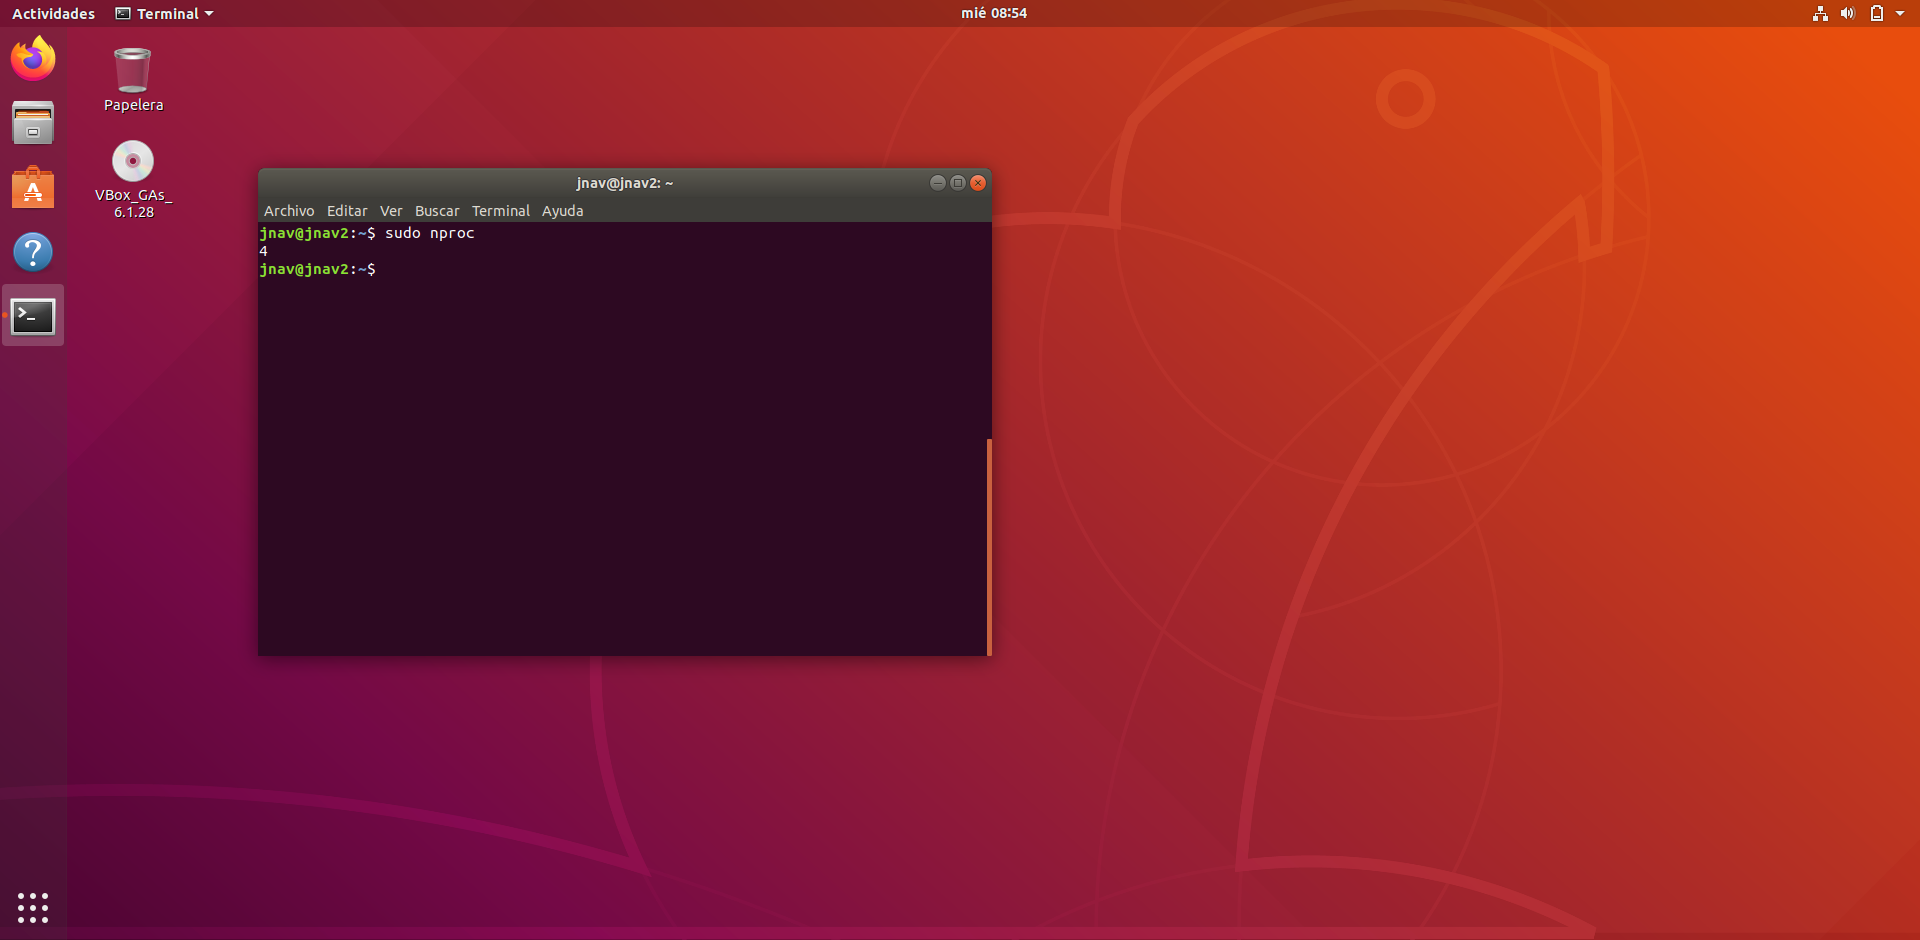 Actividades Terminal mié 08:54
Papelera
VBox_GAs_
6.1.28
jnav@jnav2: ~
Archivo Editar Ver Buscar Terminal Ayuda
jnav@jnav2:~$ sudo nproc
4
jnav@jnav2:~$